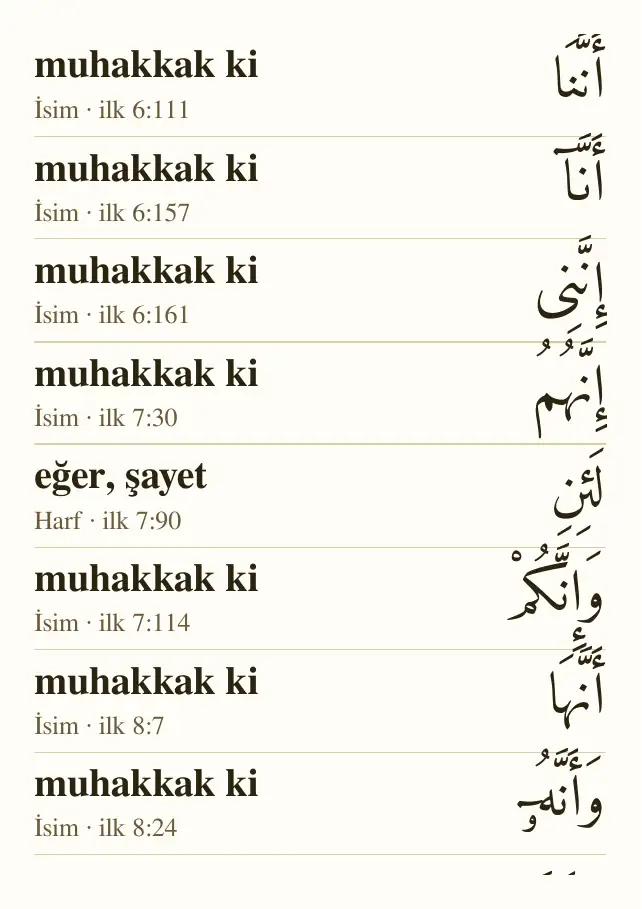 muhakkak ki أَنَّنَا
İsim · ilk 6:111
muhakkak ki أَنَّآ
İsim · ilk 6:157
muhakkak ki إِنَّنِى
İsim · ilk 6:161
muhakkak ki إِنَّهُمُ
İsim · ilk 7:30
eğer, şayet لَئِنِ
Harf · ilk 7:90
muhakkak ki وَإِنَّكُمْ
İsim · ilk 7:114
muhakkak ki أَنَّهَا
İsim · ilk 8:7
muhakkak ki وَأَنَّهُۥٓ
İsim · ilk 8:24